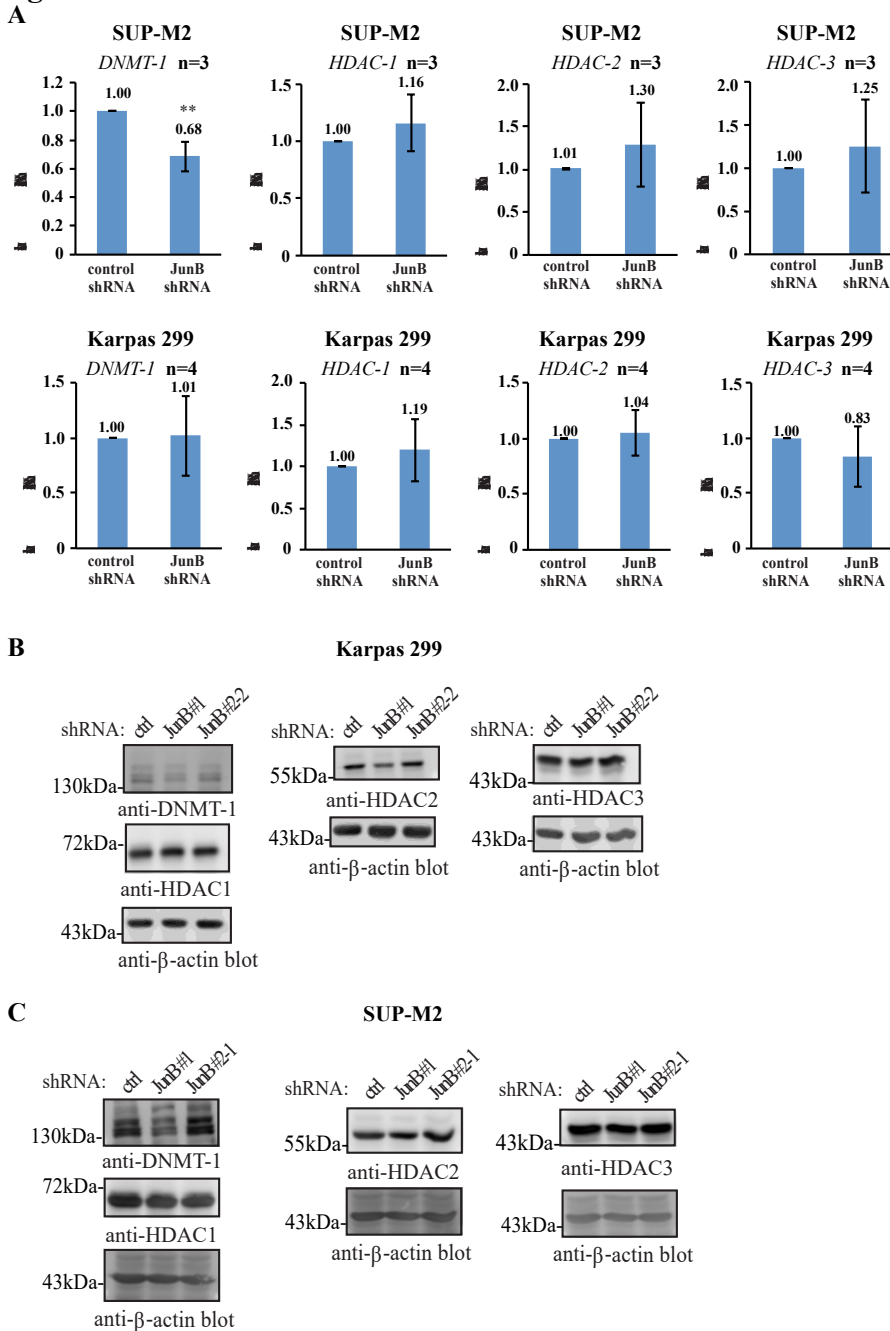 A
SUP-M2 SUP-M2 SUP-M2 SUP-M2
DNMT-1 n=3 HDAC-1 n=3 HDAC-2 n=3 HDAC-3 n=3
1.2
1.0
0.8
0.6
0.4
0.2
0
1.00
**
0.68
control shRNA
JunB shRNA
1.5
1.0
0.5
0
1.00
1.16
control shRNA
JunB shRNA
2.0
1.5
1.0
0.5
0
1.01
1.30
control shRNA
JunB shRNA
2.0
1.5
1.0
0.5
0
1.00
1.25
control shRNA
JunB shRNA
Karpas 299 Karpas 299 Karpas 299 Karpas 299
DNMT-1 n=4 HDAC-1 n=4 HDAC-2 n=4 HDAC-3 n=4
1.5
1.0
0.5
0
1.00
1.01
control shRNA
JunB shRNA
2.0
1.5
1.0
0.5
0
1.00
1.19
control shRNA
JunB shRNA
1.5
1.0
0.5
0
1.00
1.04
control shRNA
JunB shRNA
1.5
1.0
0.5
0
1.00
0.83
control shRNA
JunB shRNA
B
Karpas 299
shRNA: ctrl JunB#1 JunB#2-2
130kDa-
anti-DNMT-1
72kDa-
anti-HDAC1
43kDa-
anti-β-actin blot
shRNA: ctrl JunB#1 JunB#2-2
55kDa-
anti-HDAC2
43kDa-
anti-β-actin blot
shRNA: ctrl JunB#1 JunB#2-2
43kDa-
anti-HDAC3
43kDa-
anti-β-actin blot
C
SUP-M2
shRNA: ctrl JunB#1 JunB#2-1
130kDa-
anti-DNMT-1
72kDa-
anti-HDAC1
43kDa-
anti-β-actin blot
shRNA: ctrl JunB#1 JunB#2-1
55kDa-
anti-HDAC2
43kDa-
anti-β-actin blot
shRNA: ctrl JunB#1 JunB#2-1
43kDa-
anti-HDAC3
43kDa-
anti-β-actin blot